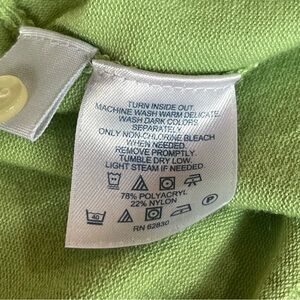 TURN INSIDE OUT.
MACHINE WASH WARM DELICATE.
WASH DARK COLORS
SEPARATELY.
ONLY NON-CHLORINE BLEACH
WHEN NEEDED.
REMOVE PROMPTLY.
TUMBLE DRY LOW.
LIGHT STEAM IF NEEDED.
78% POLYACRYL
22% NYLON
40 P
RN 62830